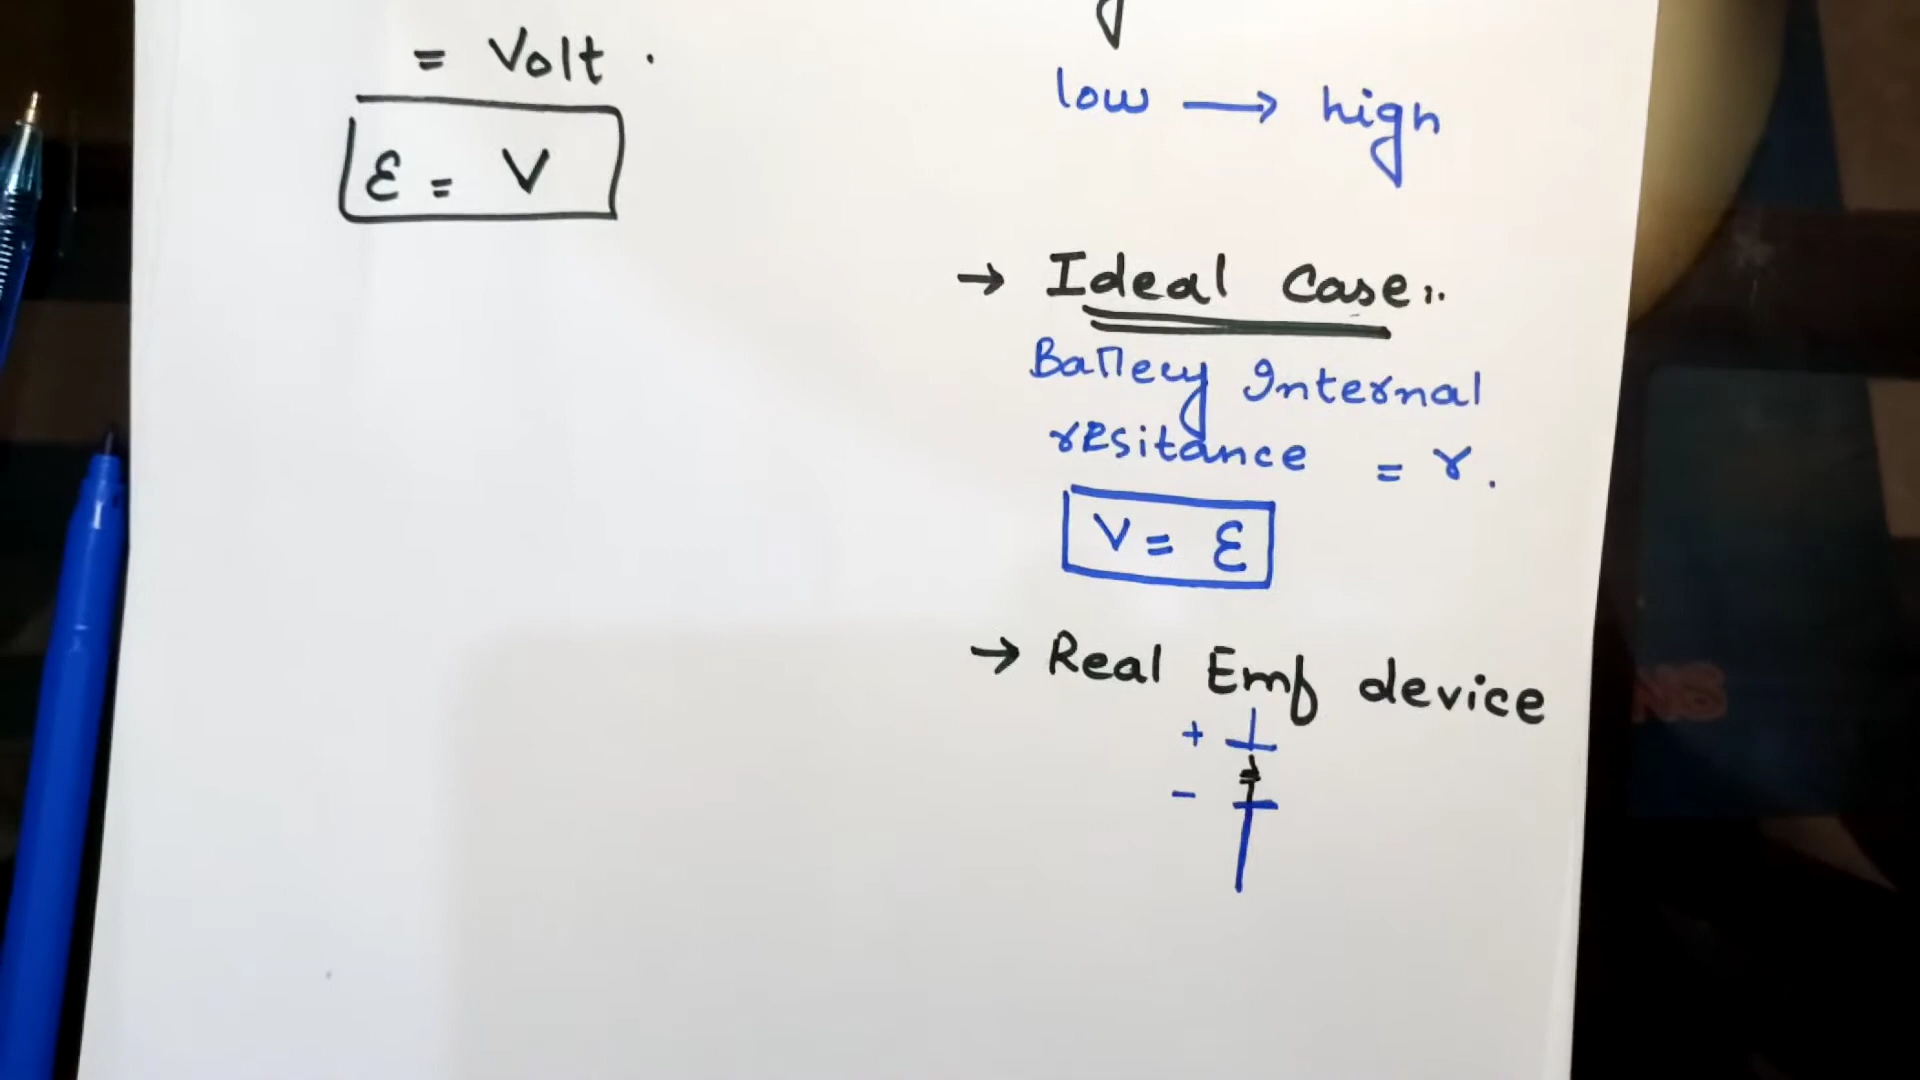 = Volt .
ε = V
low → high
→ Ideal Case :.
Battery Internal
resitance = r.
V = ε
→ Real Emf device
+
-